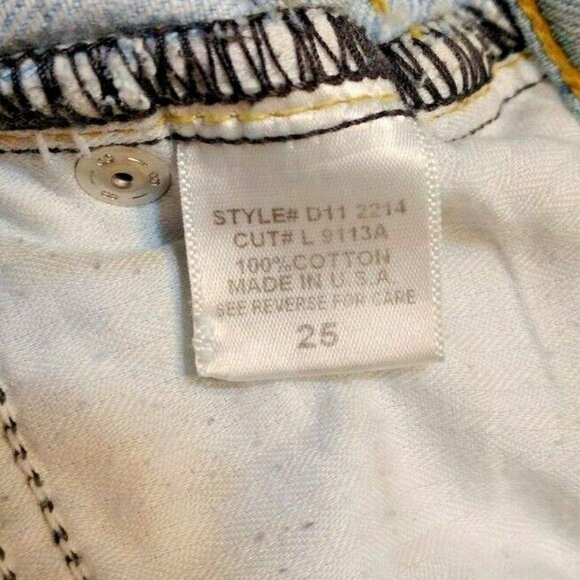 STYLE# D11 2214
CUT# L 9113A
100%COTTON
MADE IN U.S.A.
SEE REVERSE FOR CARE
25